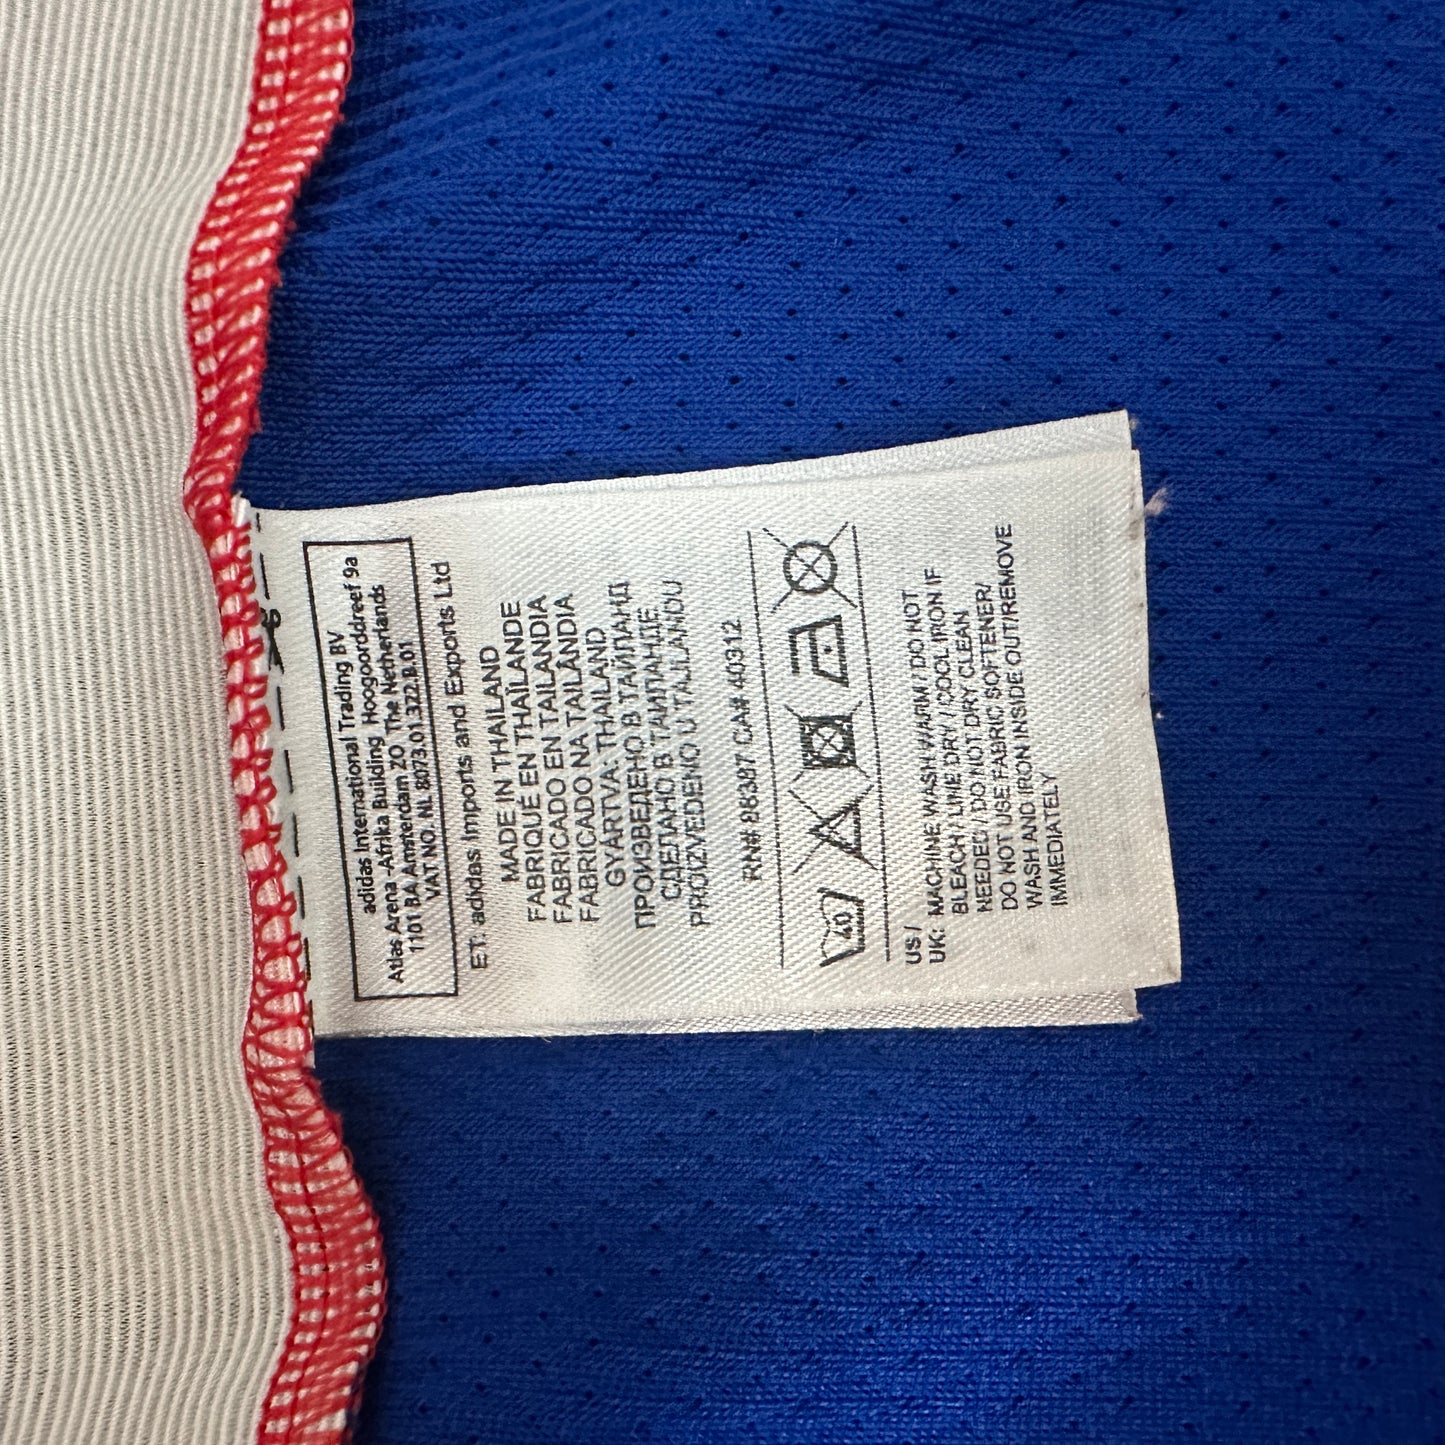 adidas International Trading BV
Atlas Arena -Afrika Building Hoogoorddreef 9a
1101 BA Amsterdam ZO The Netherlands
VAT NO. NL 8073.01.322.B.01
ET: adidas Imports and Exports Ltd
MADE IN THAILAND
FABRIQUÉ EN THAÏLANDE
FABRICADO EN TAILANDIA
FABRICADO NA TAILÂNDIA
GYÁRTVA: THAILAND
ПРОИЗВЕДЕНО В ТАЙЛАНД
СДЕЛАНО В ТАИЛАНДЕ
PROIZVEDENO U TAJLANDU
RN# 88387 CA# 40312
40
US /
UK: MACHINE WASH WARM / DO NOT
BLEACH / LINE DRY / COOL IRON IF
NEEDED / DO NOT DRY CLEAN
DO NOT USE FABRIC SOFTENER/
WASH AND IRON INSIDE OUT/REMOVE
IMMEDIATELY